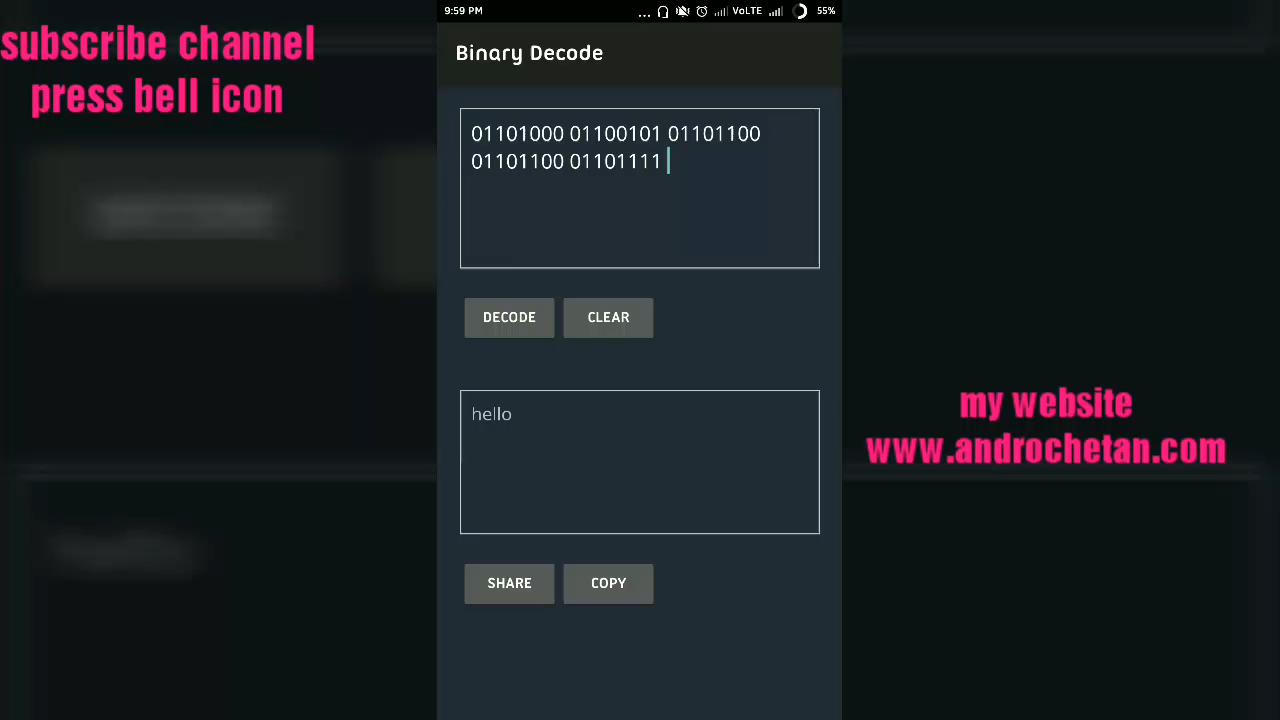 subscribe channel
press bell icon
9:59 PM
... VoLTE 55%
Binary Decode
01101000 01100101 01101100
01101100 01101111
DECODE CLEAR
hello
SHARE COPY
my website
www.androchetan.com